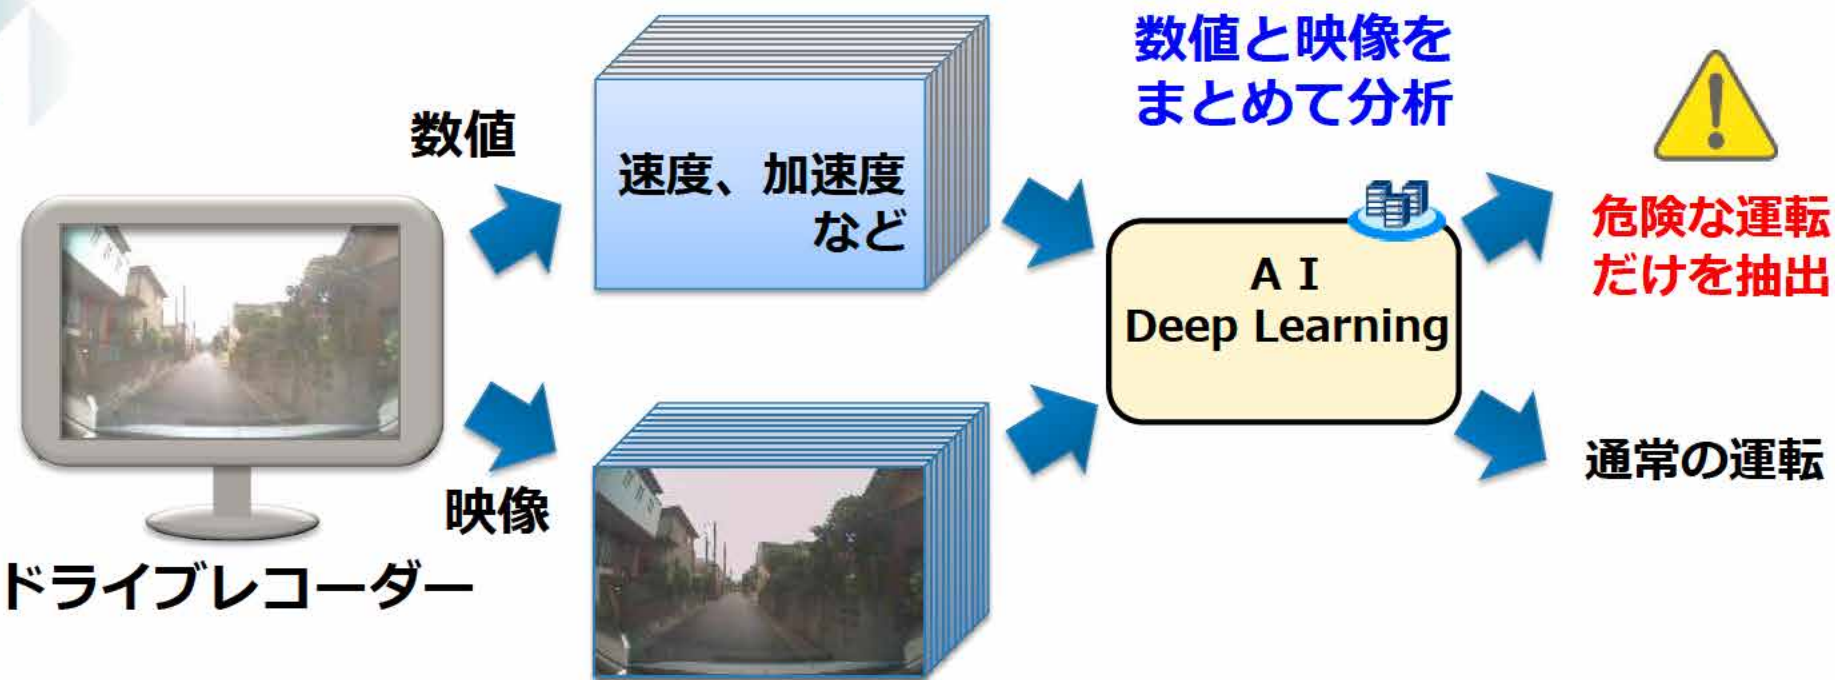 数値と映像を
まとめて分析
数値
速度、加速度
など
危険な運転
だけを抽出
ＡＩ
Deep Learning
通常の運転
映像
ドライブレコーダー